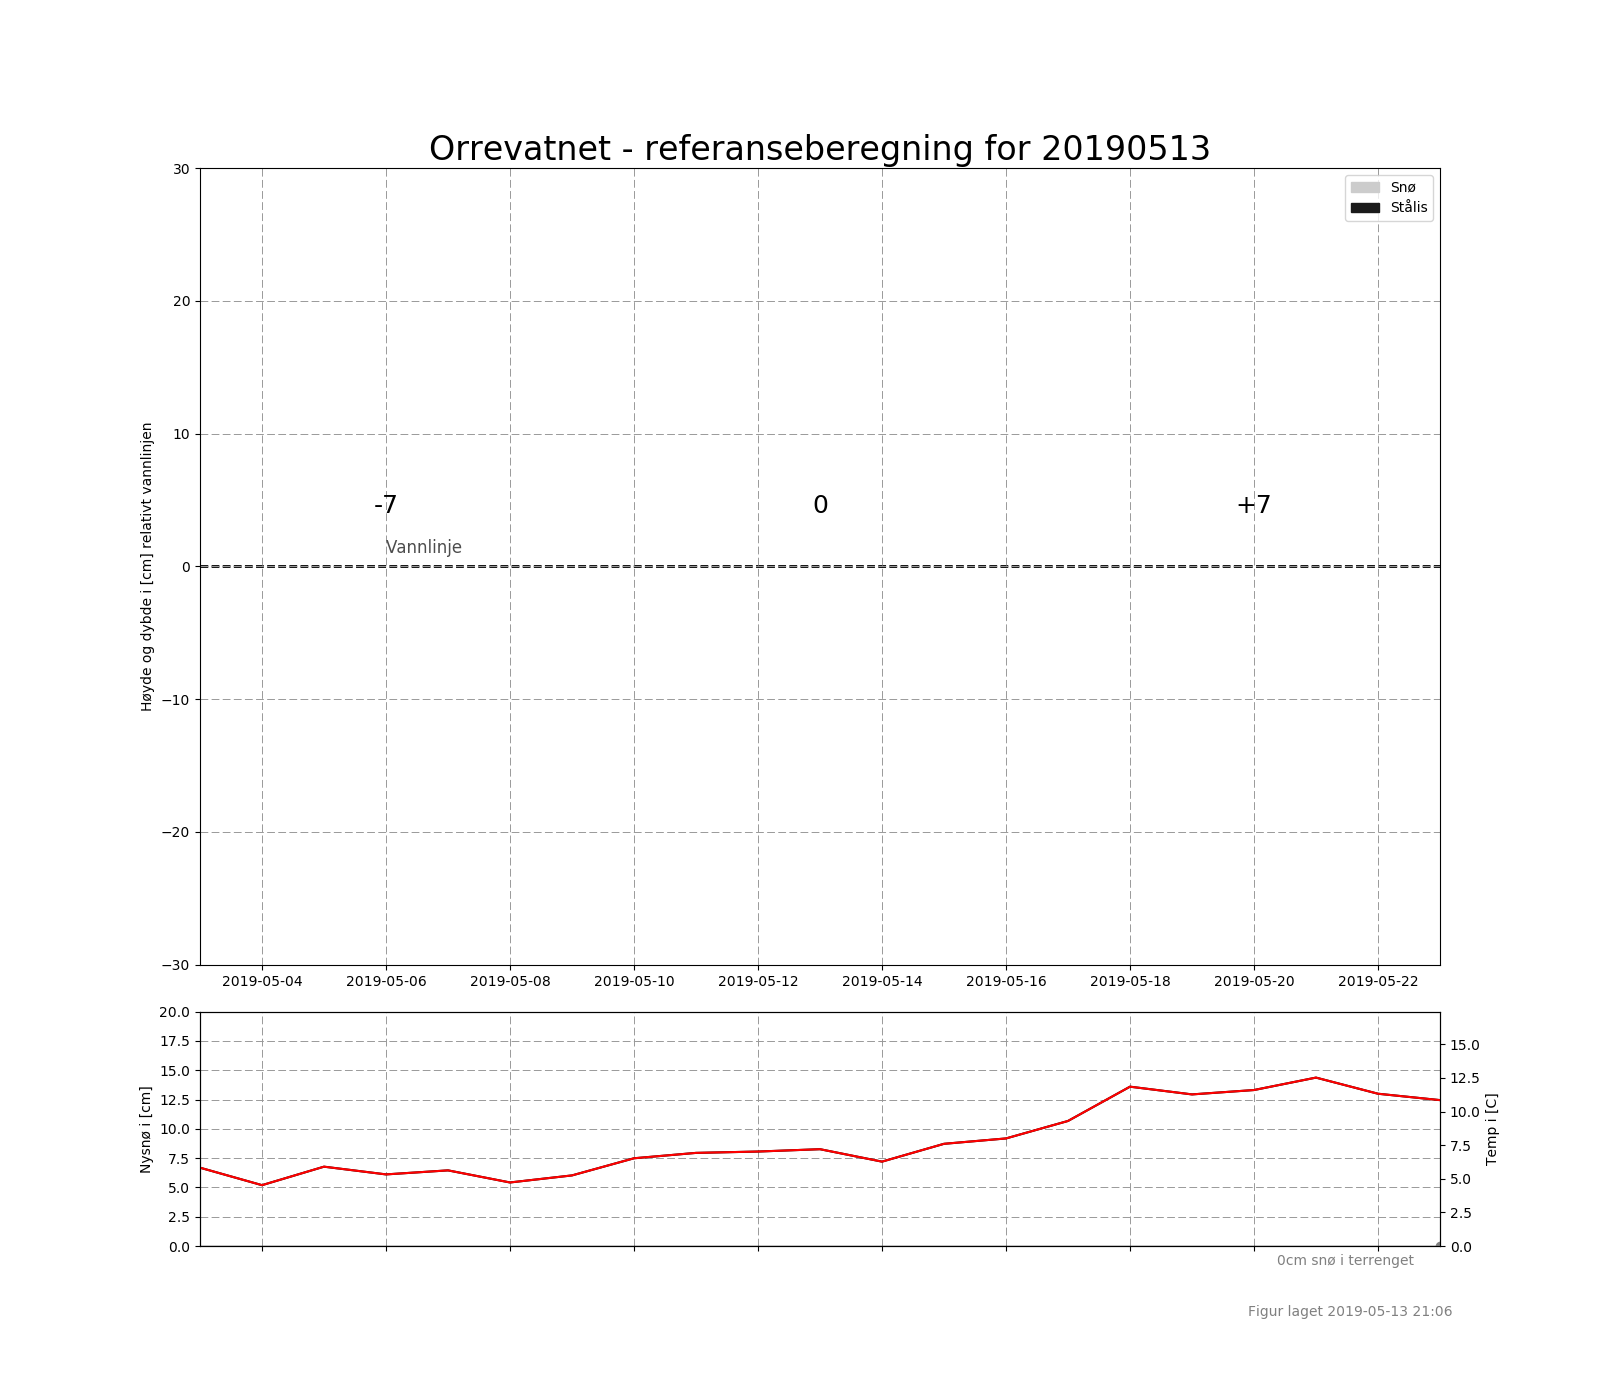 Orrevatnet - referanseberegning for 20190513
30
Snø
Stålis
20
10
-7
0
+7
Vannlinje
0
−10
−20
−30
Høyde og dybde i [cm] relativt vannlinjen
2019-05-04 2019-05-06 2019-05-08 2019-05-10 2019-05-12 2019-05-14 2019-05-16 2019-05-18 2019-05-20 2019-05-22
20.0
17.5
15.0
12.5
10.0
7.5
5.0
2.5
0.0
Nysnø i [cm]
15.0
12.5
10.0
7.5
5.0
2.5
0.0
Temp i [C]
0cm snø i terrenget
Figur laget 2019-05-13 21:06